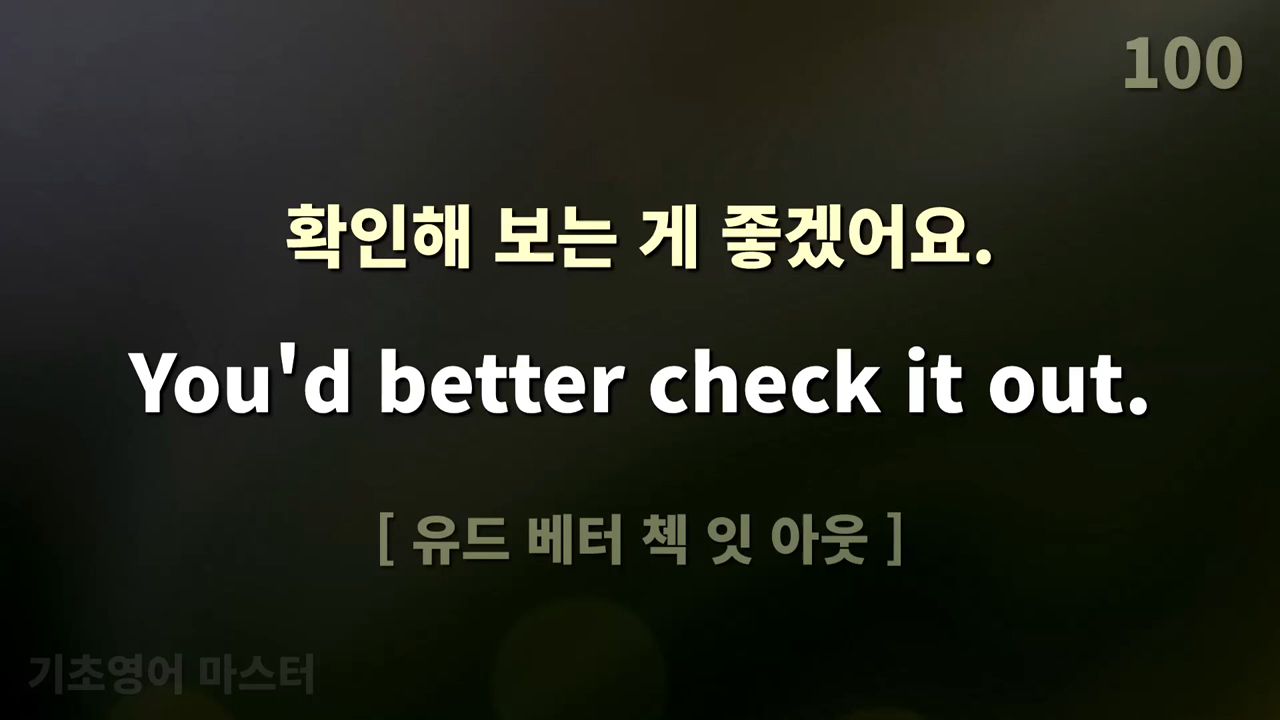 100
확인해 보는 게 좋겠어요.
You'd better check it out.
[ 유드 베터 첵 잇 아웃 ]
기초영어 마스터